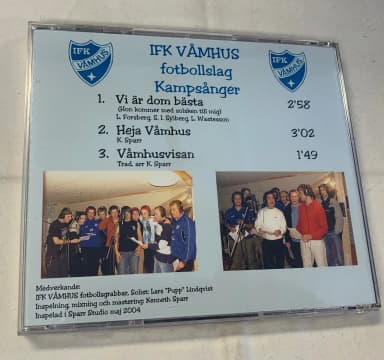 IFK
VÅMHUS
IFK VÅMHUS
fotbollslag
Kampsånger
IFK
VÅMHUS
1. Vi är dom bästa 2'58
(Hon kommer med solsken till mig)
L. Forsberg, S. I. Sjöberg, L. Wastesson
2. Heja Våmhus 3'02
K. Sparr
3. Våmhusvisan 1'49
Trad. arr K. Sparr
Medverkande:
IFK VÅMHUS fotbollsgrabbar, Solist: Lars "Pupp" Lindqvist
Inspelning, mixning och mastering: Kenneth Sparr
Inspelad i Sparr Studio maj 2004